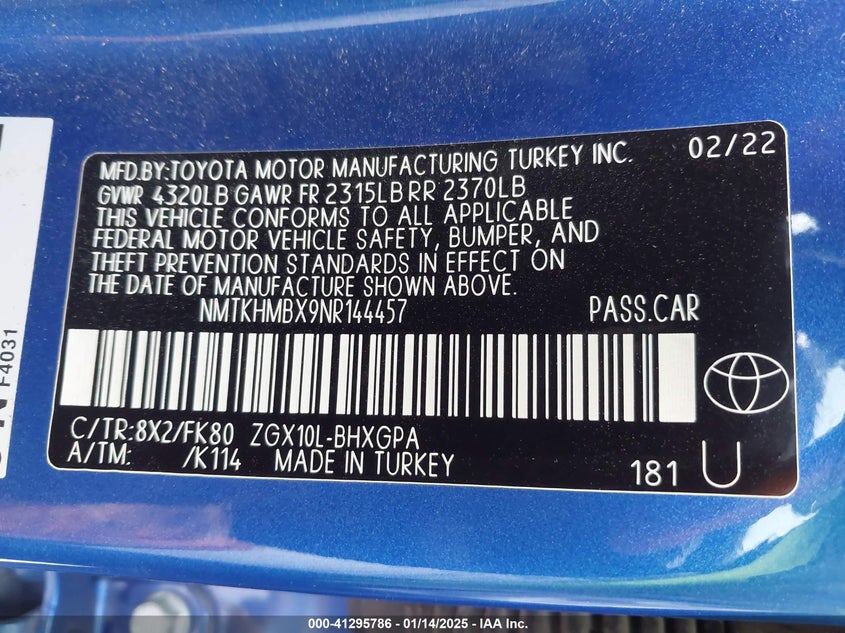 MFD.BY:TOYOTA MOTOR MANUFACTURING TURKEY INC. 02/22
GVWR 4320LB GAWR FR 2315LB RR 2370LB
THIS VEHICLE CONFORMS TO ALL APPLICABLE
FEDERAL MOTOR VEHICLE SAFETY, BUMPER, AND
THEFT PREVENTION STANDARDS IN EFFECT ON
THE DATE OF MANUFACTURE SHOWN ABOVE.
NMTKHMBX9NR144457 PASS.CAR
C/TR:8X2/FK80 ZGX10L-BHXGPA
A/TM: /K114 MADE IN TURKEY
181 U
F4031
000-41295786 - 01/14/2025 - IAA Inc.